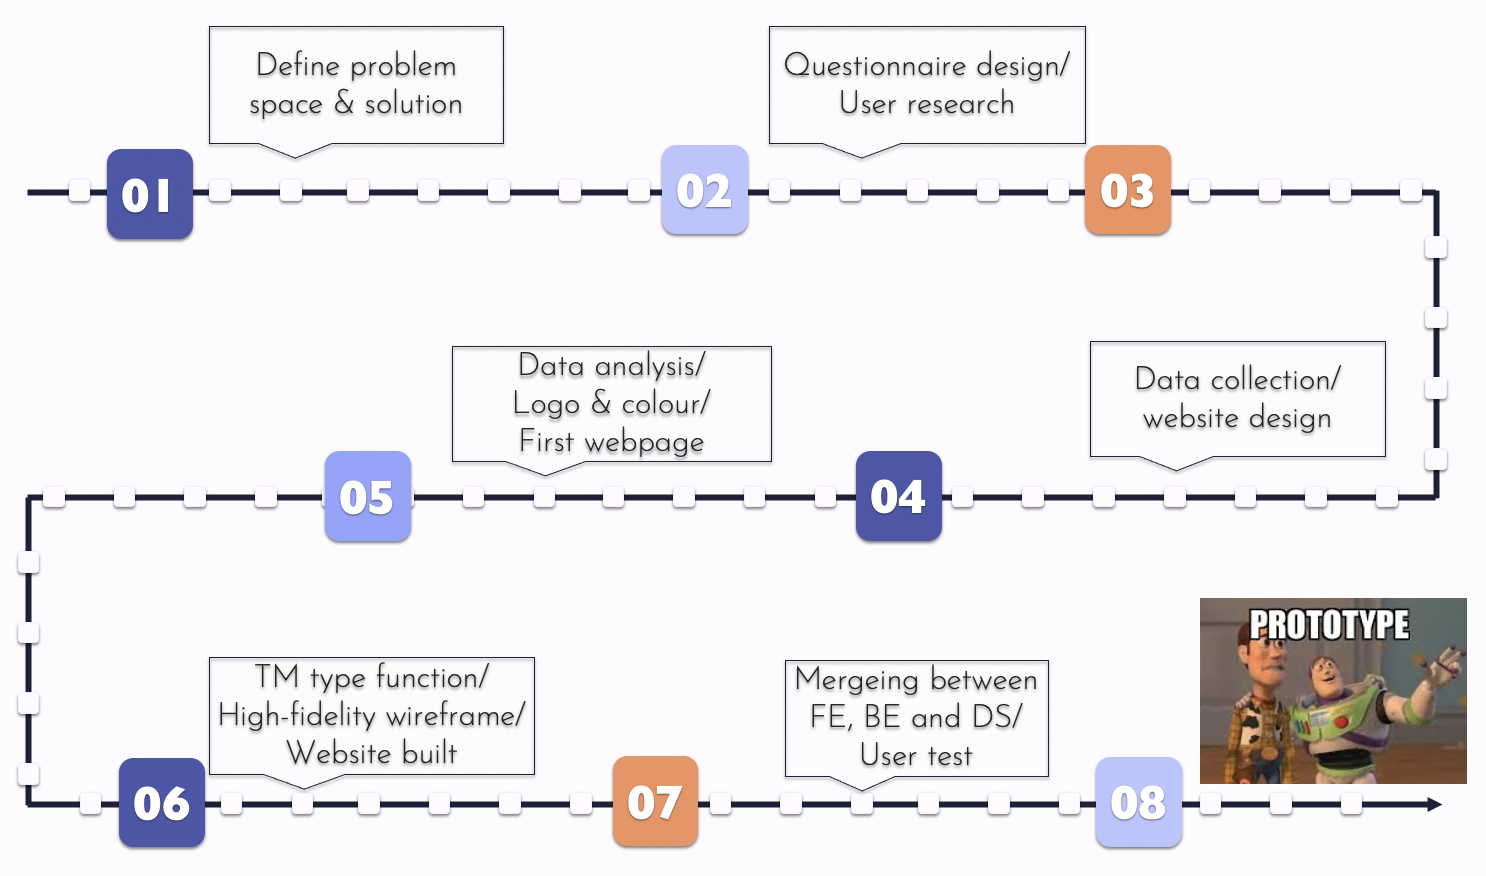 Define problem
space & solution
Questionnaire design/
User research
01
02
03
Data collection/
website design
Data analysis/
Logo & colour/
First webpage
04
05
TM type function/
High-fidelity wireframe/
Website built
Mergeing between
FE, BE and DS/
User test
PROTOTYPE
06
07
08